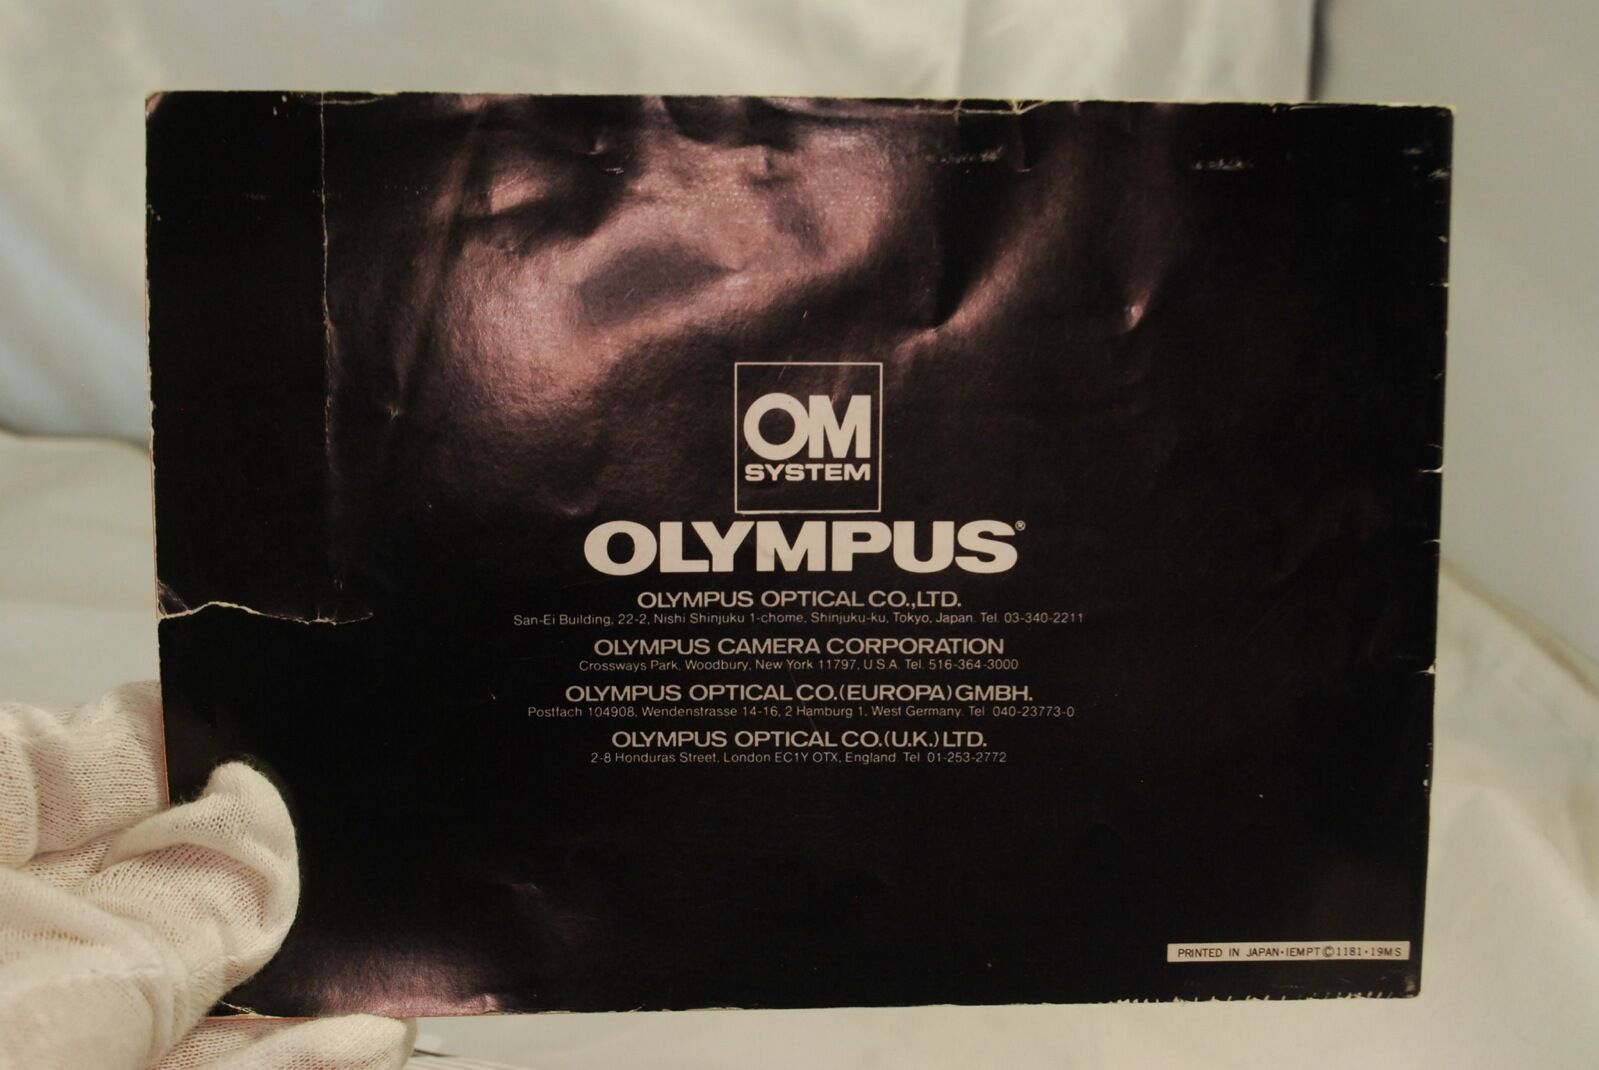 OM
SYSTEM
OLYMPUS®
OLYMPUS OPTICAL CO.,LTD.
San-Ei Building, 22-2, Nishi Shinjuku 1-chome, Shinjuku-ku, Tokyo, Japan. Tel. 03-340-2211
OLYMPUS CAMERA CORPORATION
Crossways Park, Woodbury, New York 11797, U.S.A. Tel. 516-364-3000
OLYMPUS OPTICAL CO.(EUROPA)GMBH.
Postfach 104908, Wendenstrasse 14-16, 2 Hamburg 1, West Germany. Tel. 040-23773-0
OLYMPUS OPTICAL CO.(U.K.)LTD.
2-8 Honduras Street, London EC1Y OTX, England. Tel. 01-253-2772
PRINTED IN JAPAN•IEMPT©1181•19MS